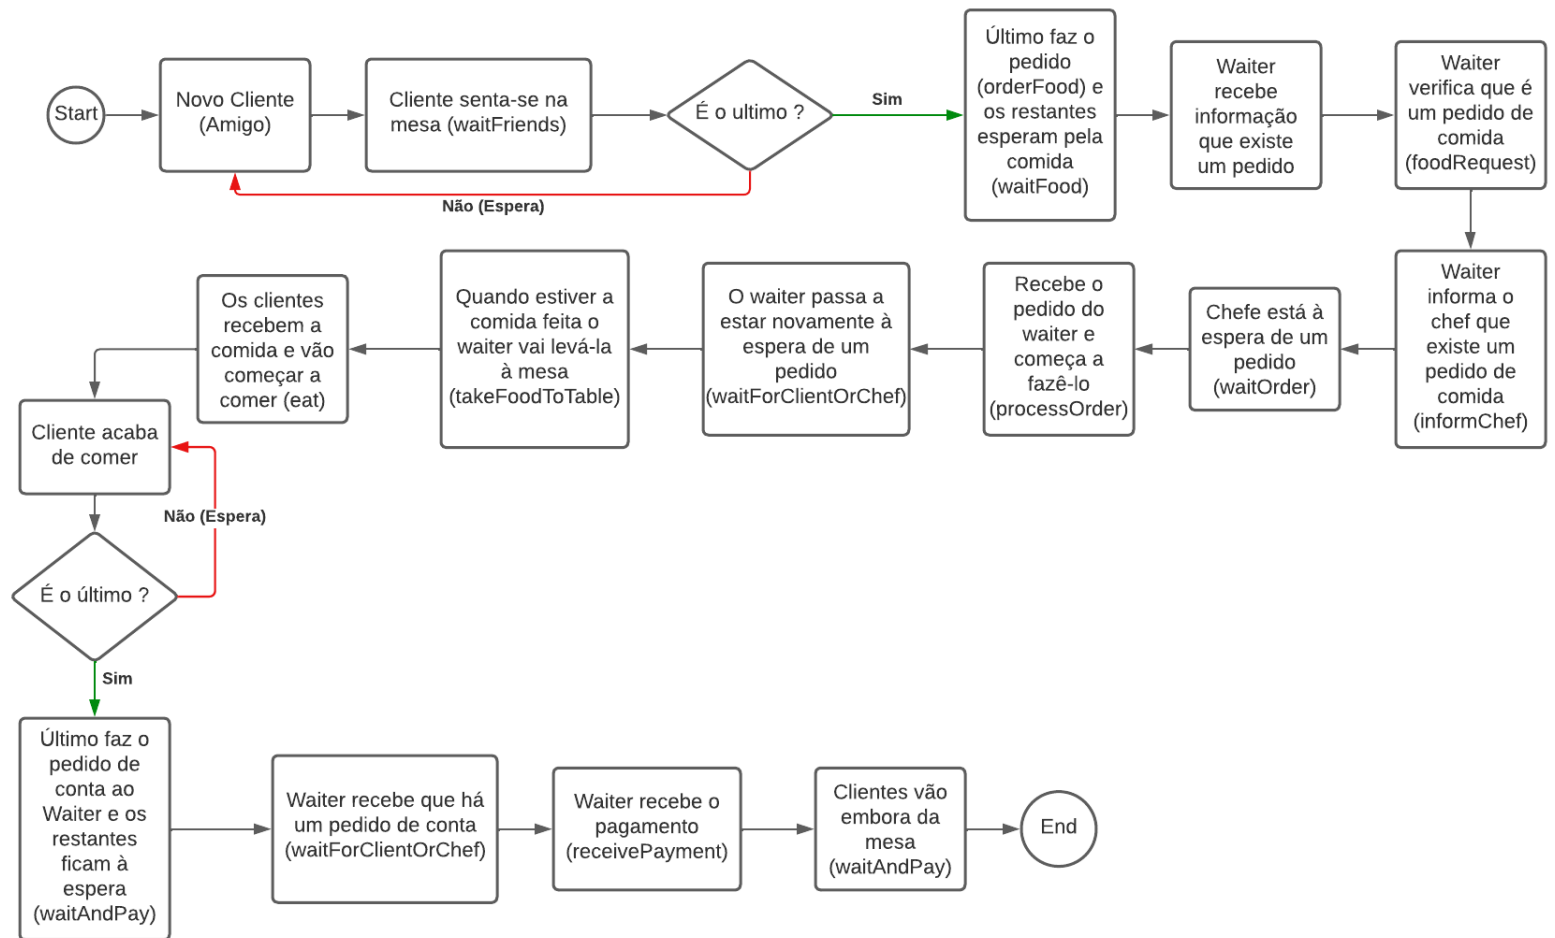 Start
Novo Cliente
(Amigo)
Cliente senta-se na
mesa (waitFriends)
É o ultimo ?
Sim
Não (Espera)
Último faz o
pedido
(orderFood) e
os restantes
esperam pela
comida
(waitFood)
Waiter
recebe
informação
que existe
um pedido
Waiter
verifica que é
um pedido de
comida
(foodRequest)
Waiter
informa o
chef que
existe um
pedido de
comida
(informChef)
Chefe está à
espera de um
pedido
(waitOrder)
Recebe o
pedido do
waiter e
começa a
fazê-lo
(processOrder)
O waiter passa a
estar novamente à
espera de um
pedido
(waitForClientOrChef)
Quando estiver a
comida feita o
waiter vai levá-la
à mesa
(takeFoodToTable)
Os clientes
recebem a
comida e vão
começar a
comer (eat)
Cliente acaba
de comer
Não (Espera)
É o último ?
Sim
Último faz o
pedido de
conta ao
Waiter e os
restantes
ficam à
espera
(waitAndPay)
Waiter recebe que há
um pedido de conta
(waitForClientOrChef)
Waiter recebe o
pagamento
(receivePayment)
Clientes vão
embora da
mesa
(waitAndPay)
End